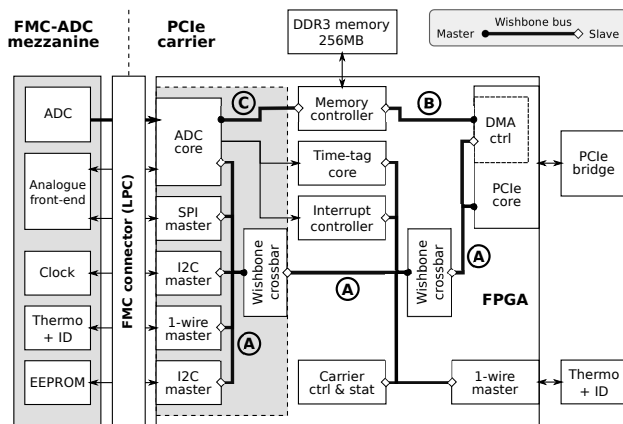 FMC-ADC
mezzanine
PCIe
carrier
DDR3 memory
256MB
Wishbone bus
Master
Slave
ADC
Analogue
front-end
Clock
Thermo
+ ID
EEPROM
FMC connector (LPC)
ADC
core
SPI
master
I2C
master
1-wire
master
I2C
master
C
Memory
controller
B
Time-tag
core
Interrupt
controller
Wishbone
crossbar
A
A
Wishbone
crossbar
A
DMA
ctrl
PCIe
core
FPGA
Carrier
ctrl & stat
1-wire
master
PCIe
bridge
Thermo
+ ID